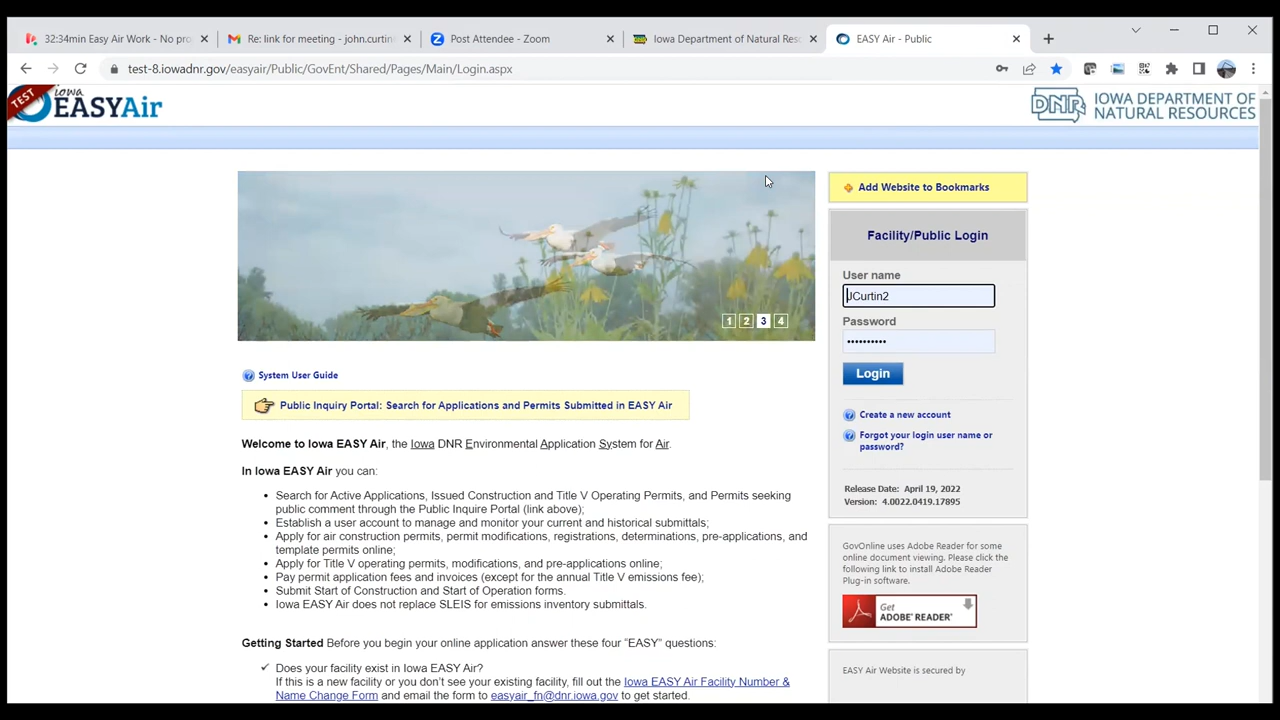 32:34min Easy Air Work - No pro
Re: link for meeting - john.curtin
Post Attendee - Zoom
Iowa Department of Natural Res
EASY Air - Public
test-8.iowadnr.gov/easyair/Public/GovEnt/Shared/Pages/Main/Login.aspx
TEST
iowa
EASYAir
DNR
IOWA DEPARTMENT OF
NATURAL RESOURCES
1 2 3 4
Add Website to Bookmarks
Facility/Public Login
User name
JCurtin2
Password
••••••••••
Login
Create a new account
Forgot your login user name or
password?
Release Date: April 19, 2022
Version: 4.0022.0419.17895
GovOnline uses Adobe Reader for some
online document viewing. Please click the
following link to install Adobe Reader
Plug-in software.
Get
ADOBE® READER®
EASY Air Website is secured by
System User Guide
Public Inquiry Portal: Search for Applications and Permits Submitted in EASY Air
Welcome to Iowa EASY Air, the Iowa DNR Environmental Application System for Air.
In Iowa EASY Air you can:
• Search for Active Applications, Issued Construction and Title V Operating Permits, and Permits seeking
public comment through the Public Inquire Portal (link above);
• Establish a user account to manage and monitor your current and historical submittals;
• Apply for air construction permits, permit modifications, registrations, determinations, pre-applications, and
template permits online;
• Apply for Title V operating permits, modifications, and pre-applications online;
• Pay permit application fees and invoices (except for the annual Title V emissions fee);
• Submit Start of Construction and Start of Operation forms.
• Iowa EASY Air does not replace SLEIS for emissions inventory submittals.
Getting Started Before you begin your online application answer these four “EASY” questions:
✓ Does your facility exist in Iowa EASY Air?
If this is a new facility or you don’t see your existing facility, fill out the Iowa EASY Air Facility Number &
Name Change Form and email the form to easyair_fn@dnr.iowa.gov to get started.